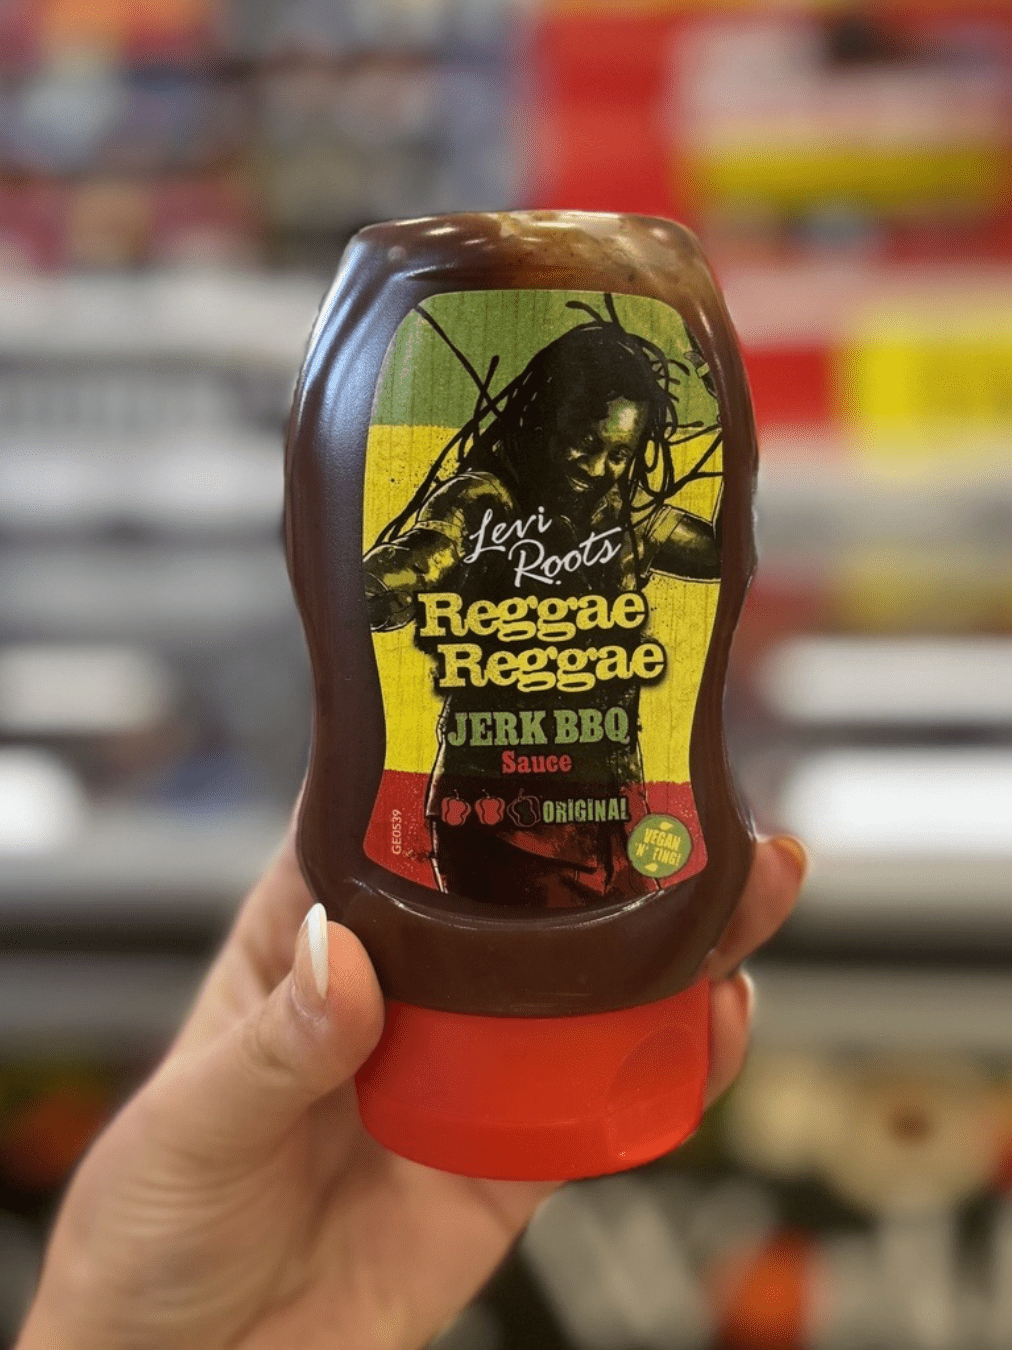 Levi
Roots
Reggae
Reggae
JERK BBQ
Sauce
ORIGINAL
GE0539
VEGAN
'N' TING!